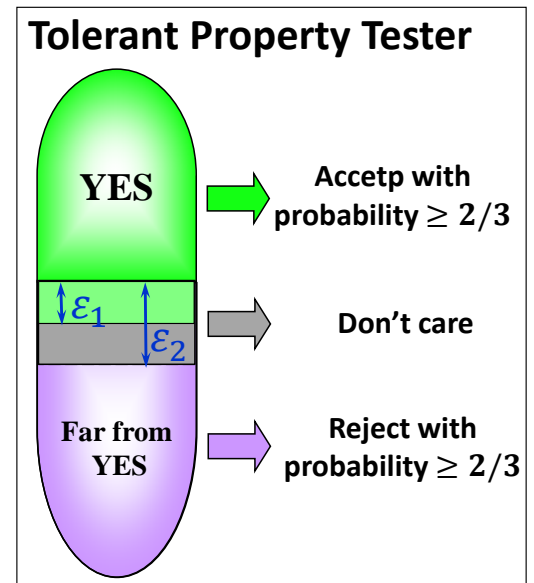 Tolerant Property Tester
YES
Accetp with
probability ≥ 2/3
ε₁
ε₂
Don't care
Far from
YES
Reject with
probability ≥ 2/3